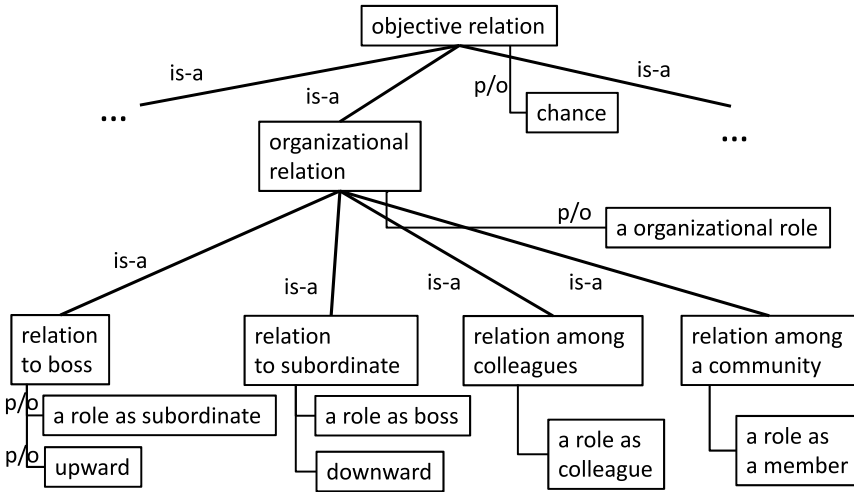 objective relation
is-a
is-a
is-a
p/o
chance
...
...
organizational
relation
p/o
a organizational role
is-a
is-a
is-a
is-a
relation
to boss
relation
to subordinate
relation among
colleagues
relation among
a community
p/o
a role as subordinate
p/o
upward
a role as boss
downward
a role as
colleague
a role as
a member